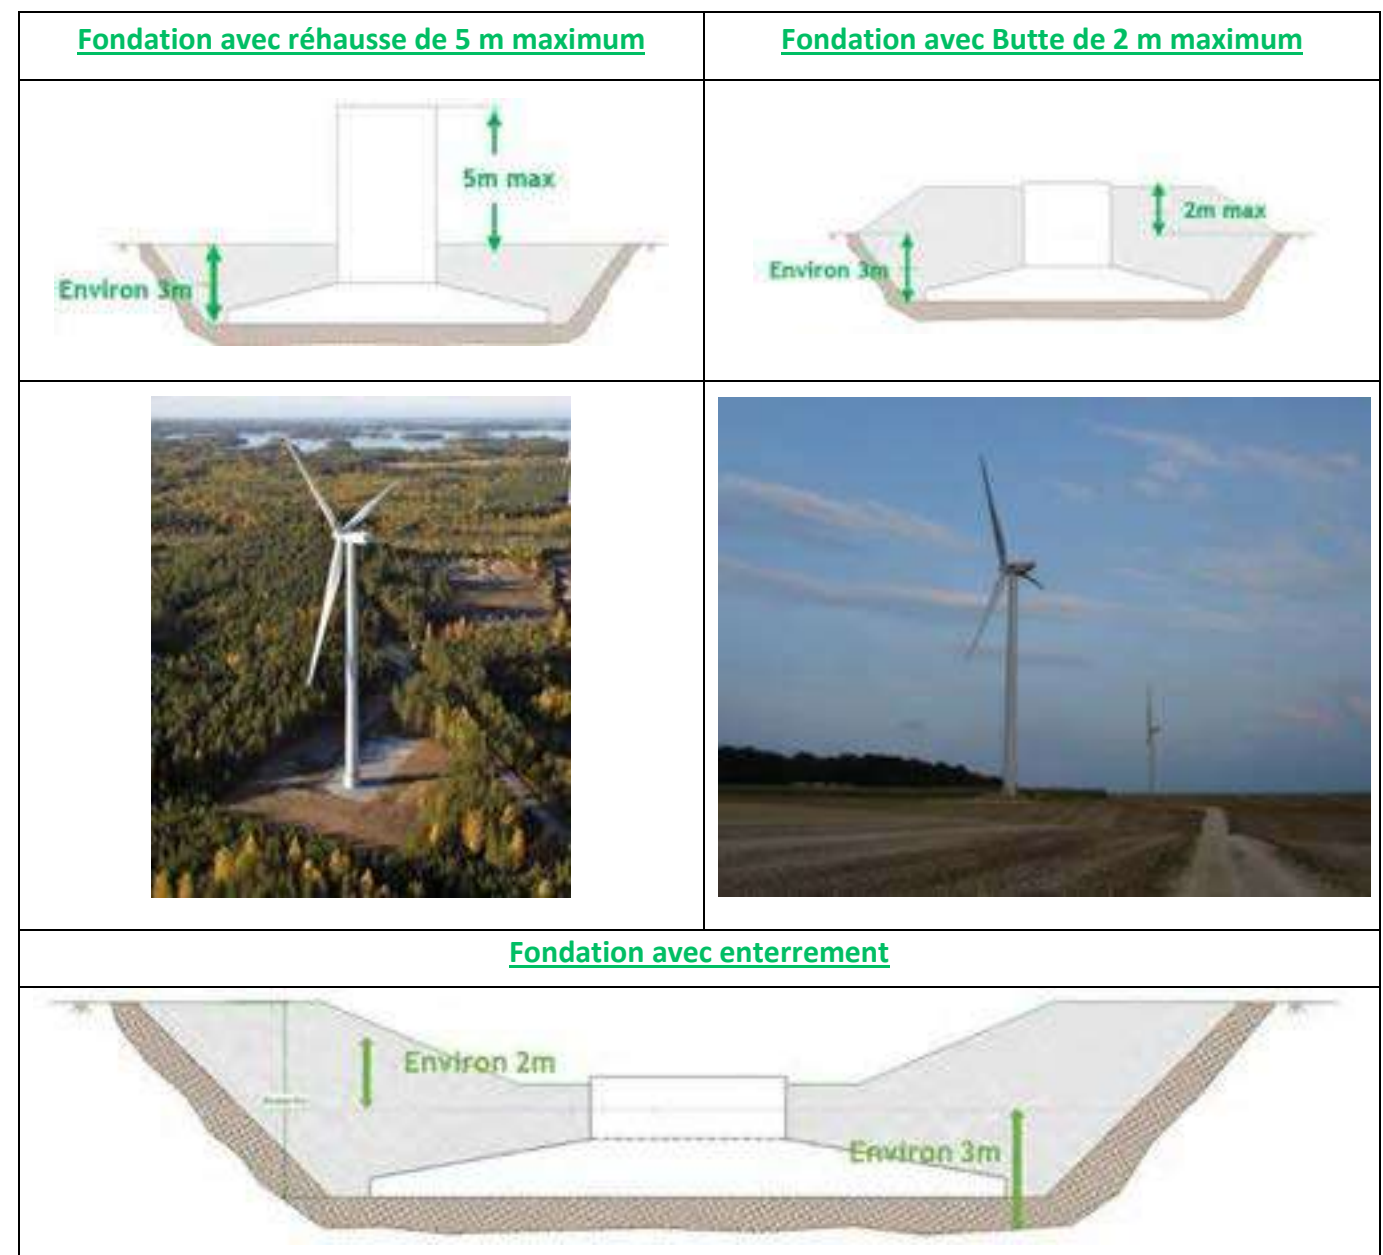 Fondation avec réhausse de 5 m maximum
Fondation avec Butte de 2 m maximum
5m max
Environ 3m
2m max
Environ 3m
Fondation avec enterrement
Environ 2m
Environ 3m